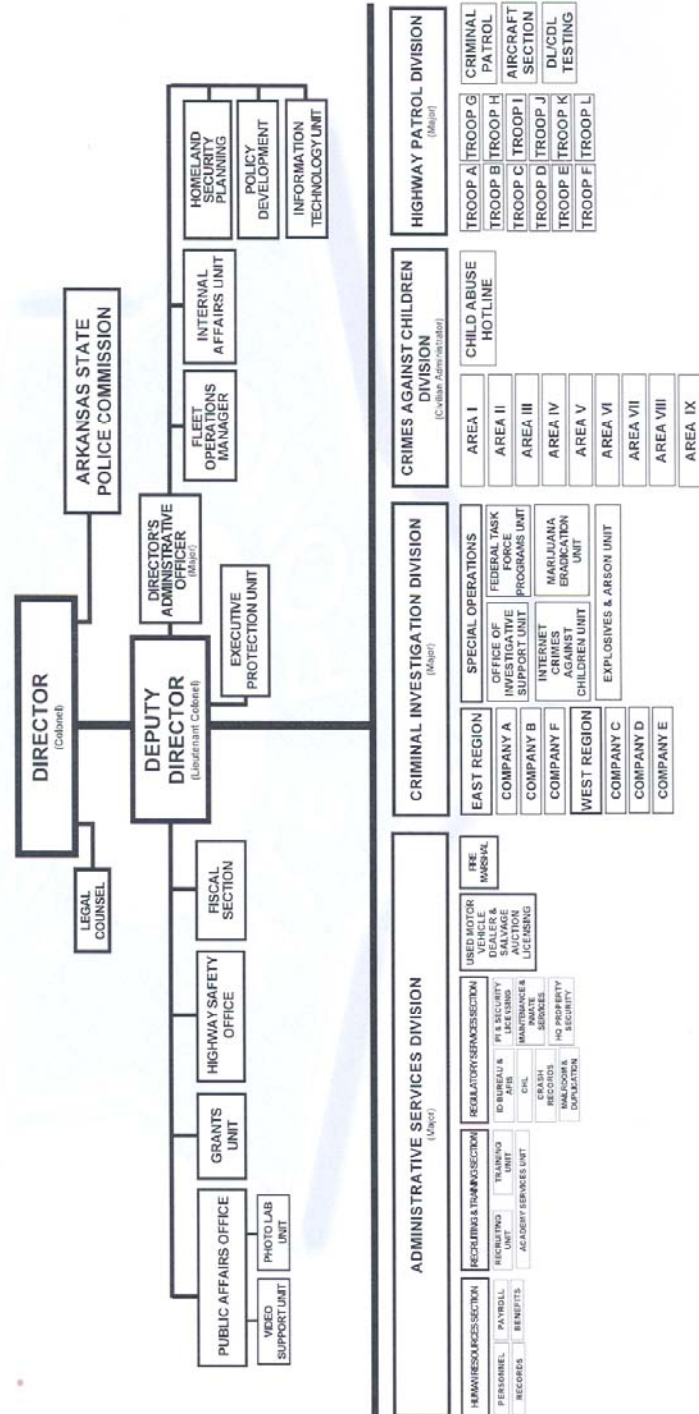 DIRECTOR
(Colonel)
LEGAL
COUNSEL
ARKANSAS STATE
POLICE COMMISSION
DEPUTY
DIRECTOR
(Lieutenant Colonel)
DIRECTOR'S
ADMINISTRATIVE
OFFICER
(Major)
EXECUTIVE
PROTECTION UNIT
PUBLIC AFFAIRS OFFICE
VIDEO
SUPPORT UNIT
PHOTO LAB
UNIT
GRANTS
UNIT
HIGHWAY SAFETY
OFFICE
FISCAL
SECTION
FLEET
OPERATIONS
MANAGER
INTERNAL
AFFAIRS UNIT
HOMELAND
SECURITY
PLANNING
POLICY
DEVELOPMENT
INFORMATION
TECHNOLOGY UNIT
ADMINISTRATIVE SERVICES DIVISION
(Major)
HUMAN RESOURCES SECTION
PERSONNEL
PAYROLL
RECORDS
BENEFITS
RECRUITING & TRAINING SECTION
RECRUITING
UNIT
TRAINING
UNIT
ACADEMY SERVICES UNIT
REGULATORY SERVICES SECTION
ID BUREAU &
AFIS
PI & SECURITY
LICENSING
CHL
MAINTENANCE &
INMATE
SERVICES
CRASH
RECORDS
HQ PROPERTY
SECURITY
MAILROOM &
DUPLICATION
USED MOTOR
VEHICLE
DEALER &
SALVAGE
AUCTION
LICENSING
FIRE
MARSHAL
CRIMINAL INVESTIGATION DIVISION
(Major)
EAST REGION
COMPANY A
COMPANY B
COMPANY F
WEST REGION
COMPANY C
COMPANY D
COMPANY E
SPECIAL OPERATIONS
OFFICE OF
INVESTIGATIVE
SUPPORT UNIT
FEDERAL TASK
FORCE
PROGRAMS UNIT
INTERNET
CRIMES
AGAINST
CHILDREN UNIT
MARIJUANA
ERADICATION
UNIT
EXPLOSIVES & ARSON UNIT
CRIMES AGAINST CHILDREN
DIVISION
(Civilian Administrator)
AREA I
AREA II
AREA III
AREA IV
AREA V
AREA VI
AREA VII
AREA VIII
AREA IX
CHILD ABUSE
HOTLINE
HIGHWAY PATROL DIVISION
(Major)
TROOP A
TROOP B
TROOP C
TROOP D
TROOP E
TROOP F
TROOP G
TROOP H
TROOP I
TROOP J
TROOP K
TROOP L
CRIMINAL
PATROL
AIRCRAFT
SECTION
DL/CDL
TESTING